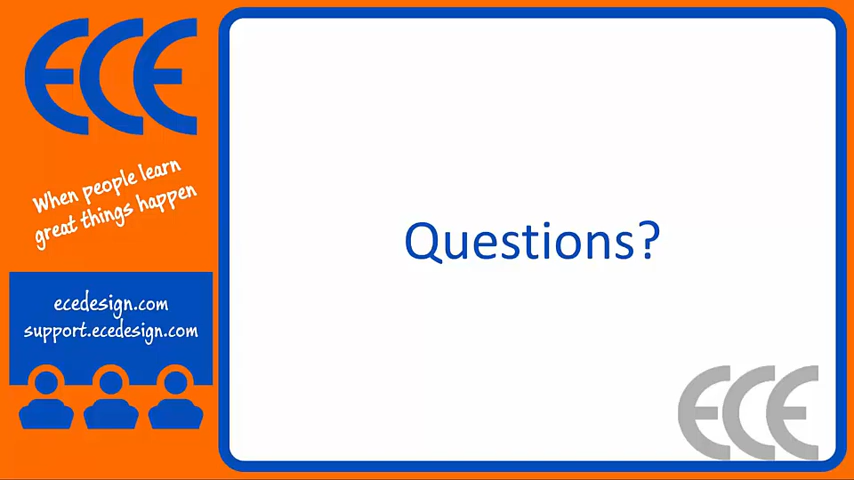 ECE
When people learn
great things happen
ecedesign.com
support.ecedesign.com
Questions?
ECE